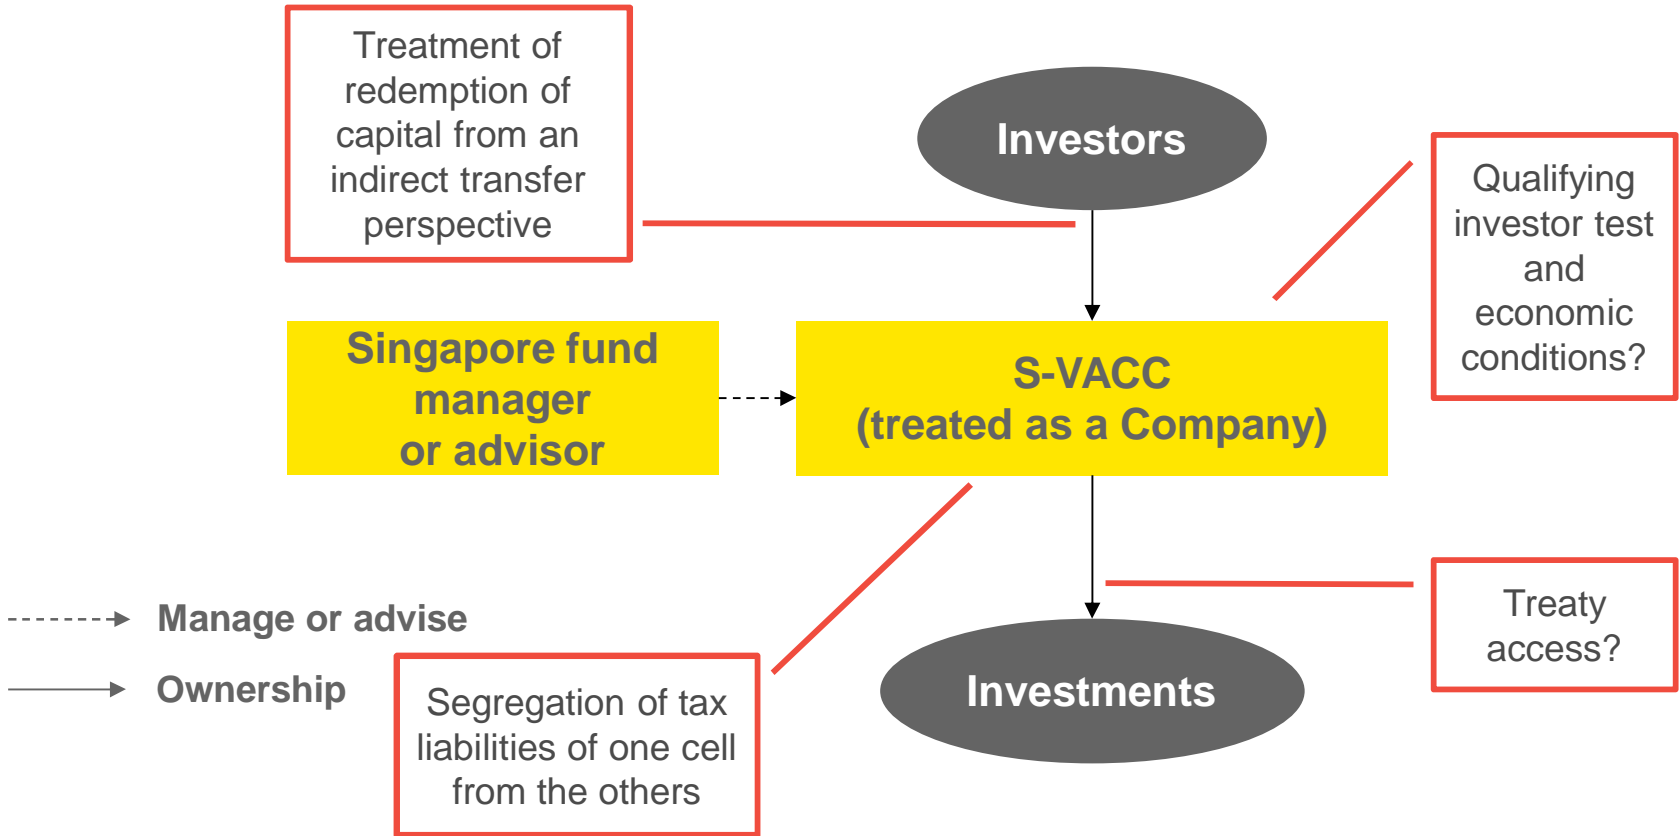 Treatment of
redemption of
capital from an
indirect transfer
perspective
Investors
Qualifying
investor test
and
economic
conditions?
Singapore fund
manager
or advisor
S-VACC
(treated as a Company)
Manage or advise
Ownership
Segregation of tax
liabilities of one cell
from the others
Investments
Treaty
access?